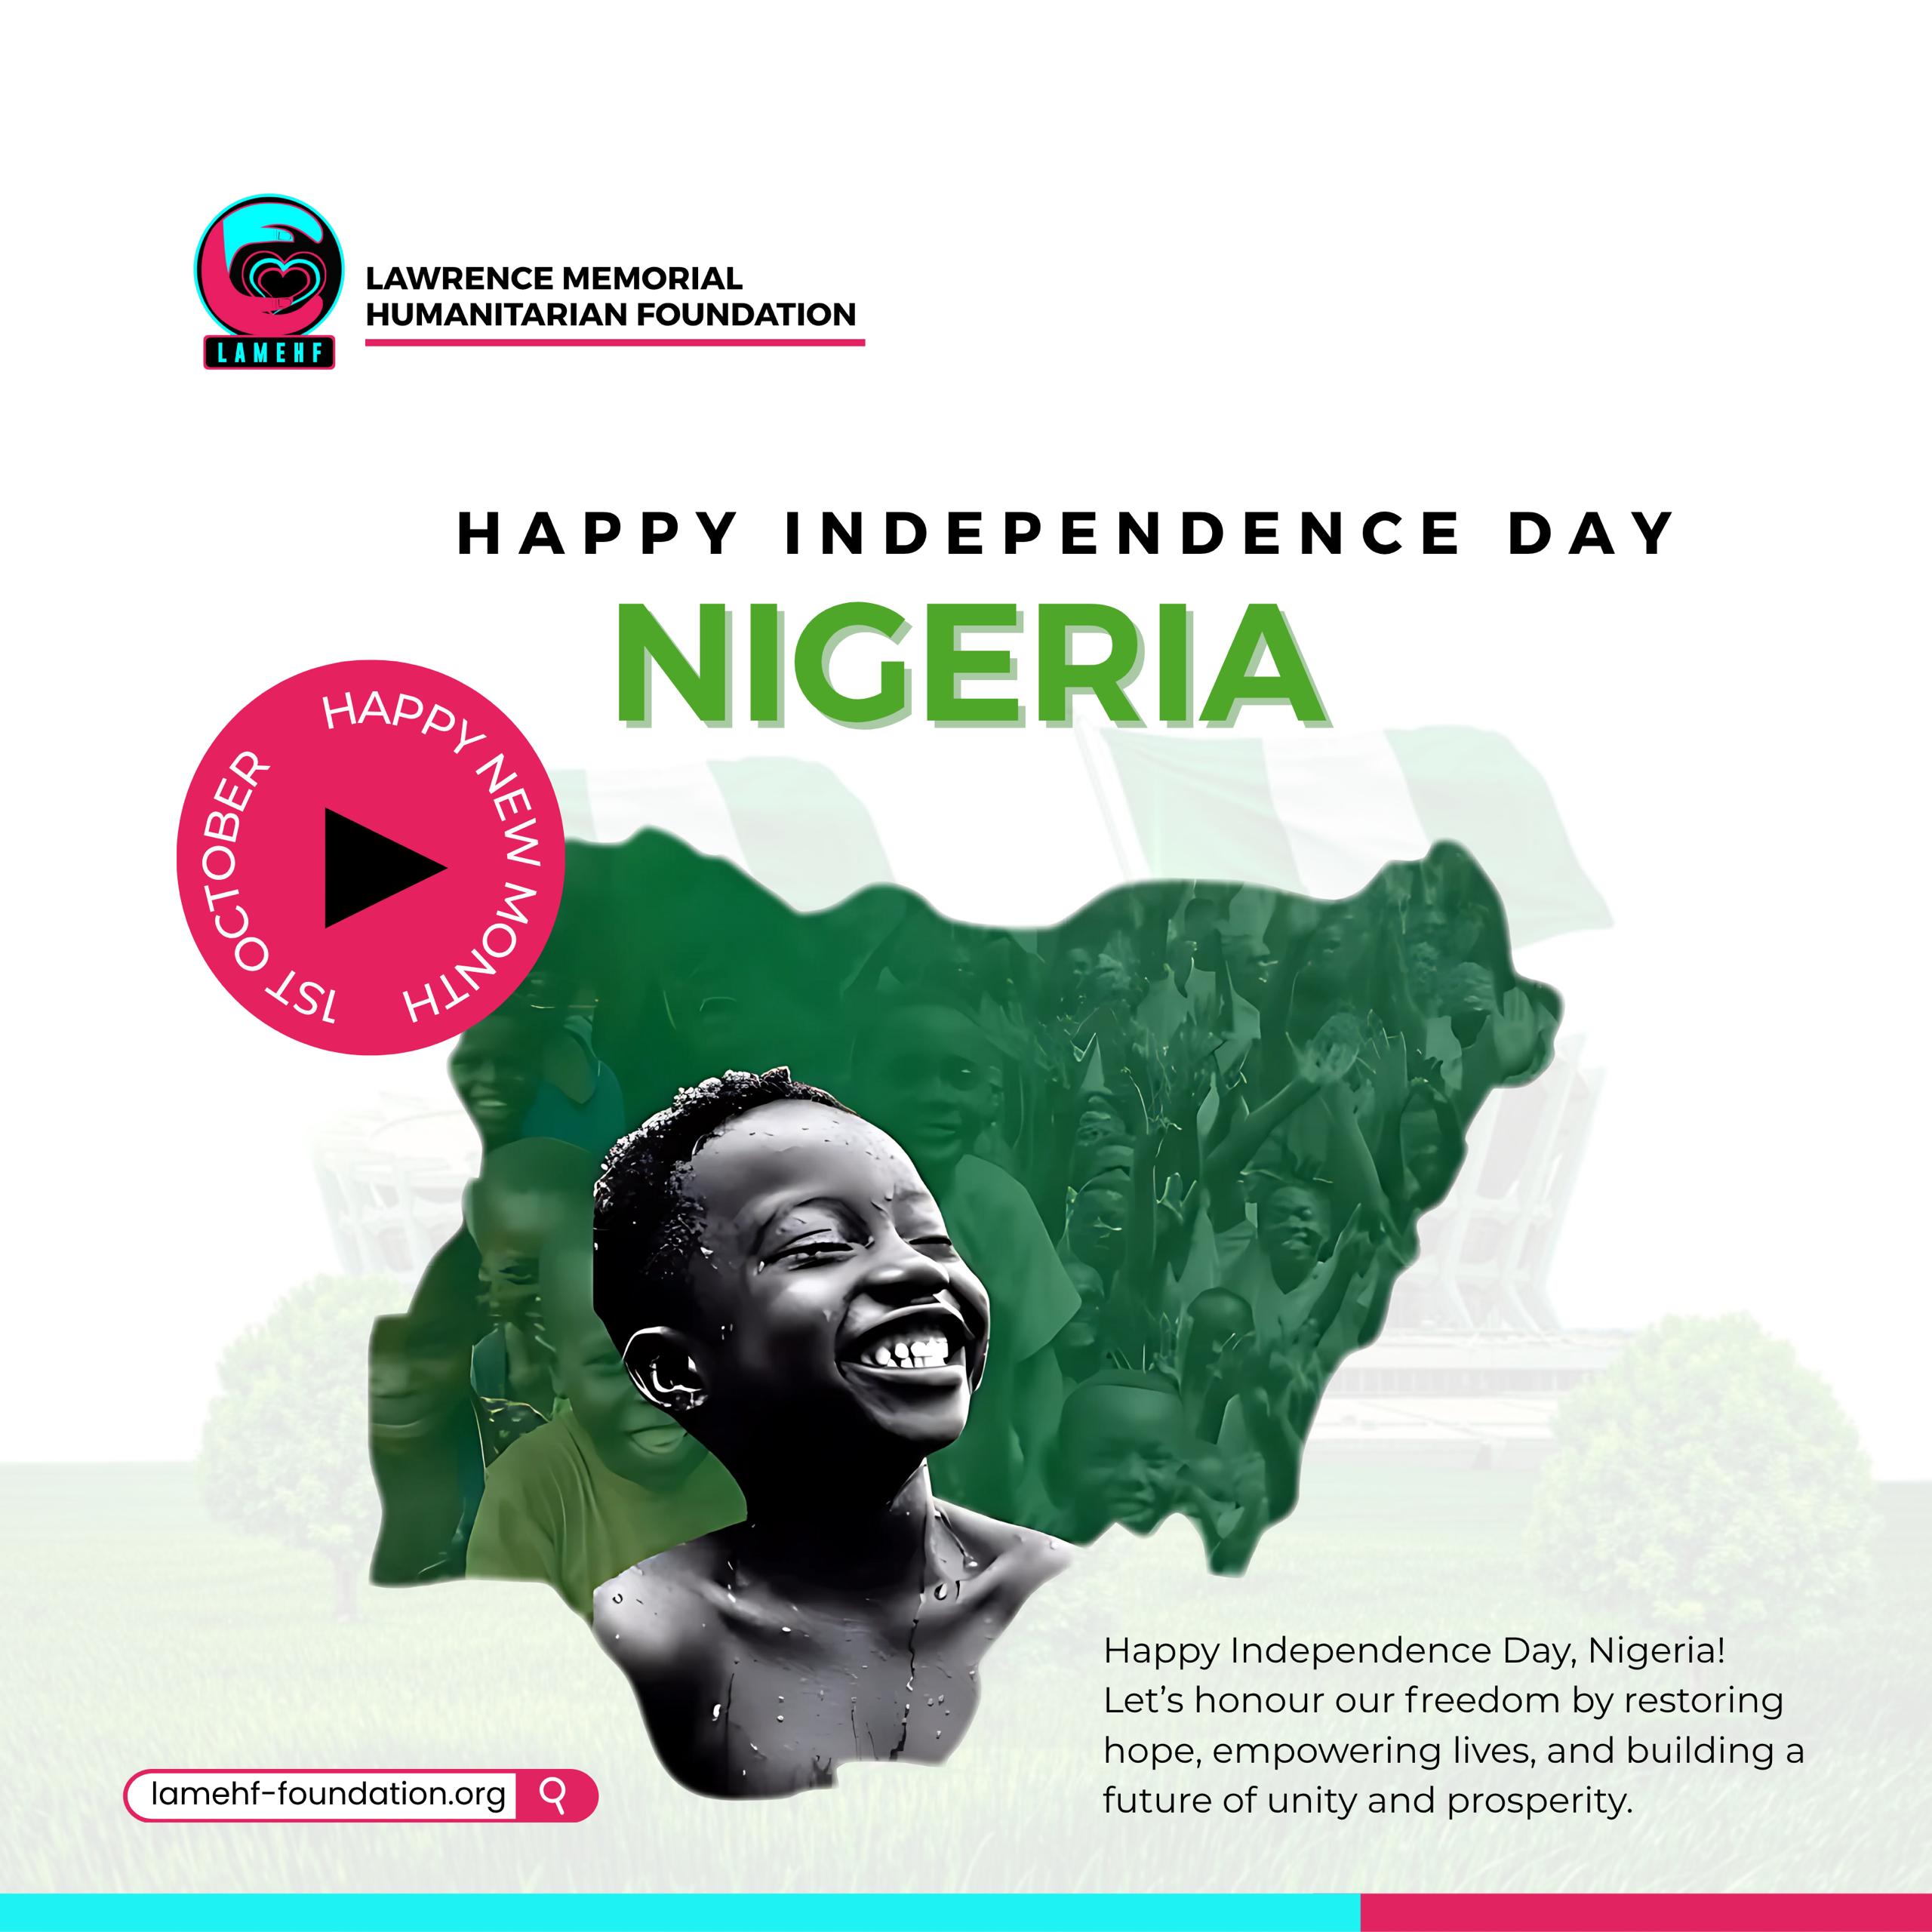 LAWRENCE MEMORIAL
HUMANITARIAN FOUNDATION
LAMEHF
HAPPY INDEPENDENCE DAY
NIGERIA
HAPPY NEW MONTH
1ST OCTOBER
Happy Independence Day, Nigeria!
Let’s honour our freedom by restoring
hope, empowering lives, and building a
future of unity and prosperity.
lamehf-foundation.org